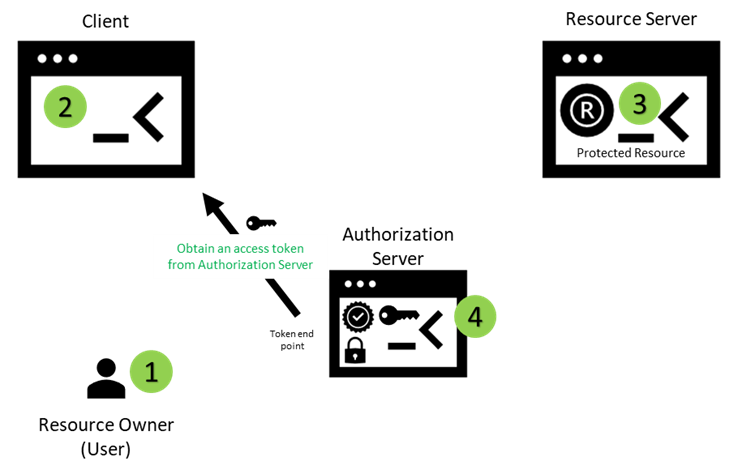 Client
Resource Server
2
R
3
Protected Resource
Obtain an access token
from Authorization Server
Authorization
Server
4
Token end
point
1
Resource Owner
(User)